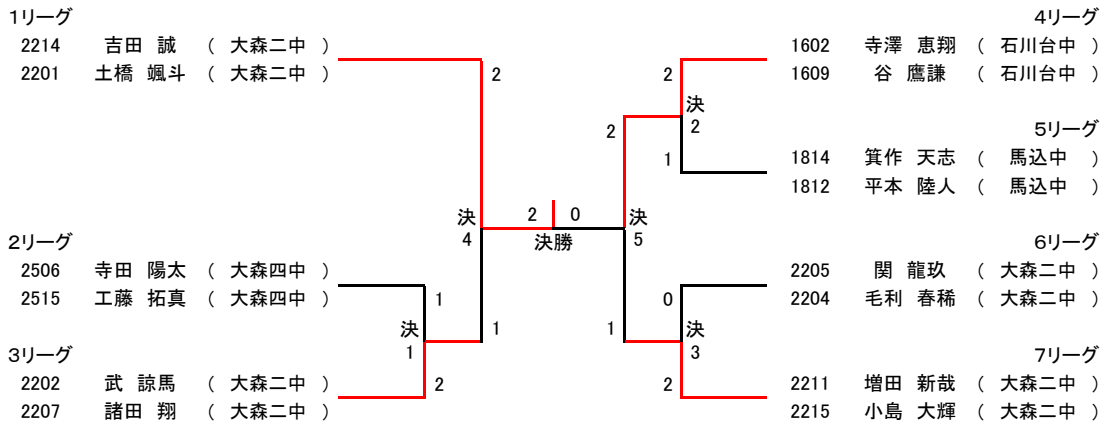 1リーグ
2214 吉田 誠 ( 大森二中 )
2201 土橋 颯斗 ( 大森二中 )
2
2リーグ
2506 寺田 陽太 ( 大森四中 )
2515 工藤 拓真 ( 大森四中 )
1
決
1
3リーグ
2202 武 諒馬 ( 大森二中 )
2207 諸田 翔 ( 大森二中 )
2
決
4
1
2 0
決勝
4リーグ
1602 寺澤 恵翔 ( 石川台中 )
1609 谷 鷹謙 ( 石川台中 )
2
決
2
5リーグ
1814 箕作 天志 ( 馬込中 )
1812 平本 陸人 ( 馬込中 )
1
2
決
5
1
6リーグ
2205 関 龍玖 ( 大森二中 )
2204 毛利 春稀 ( 大森二中 )
0
決
3
7リーグ
2211 増田 新哉 ( 大森二中 )
2215 小島 大輝 ( 大森二中 )
2